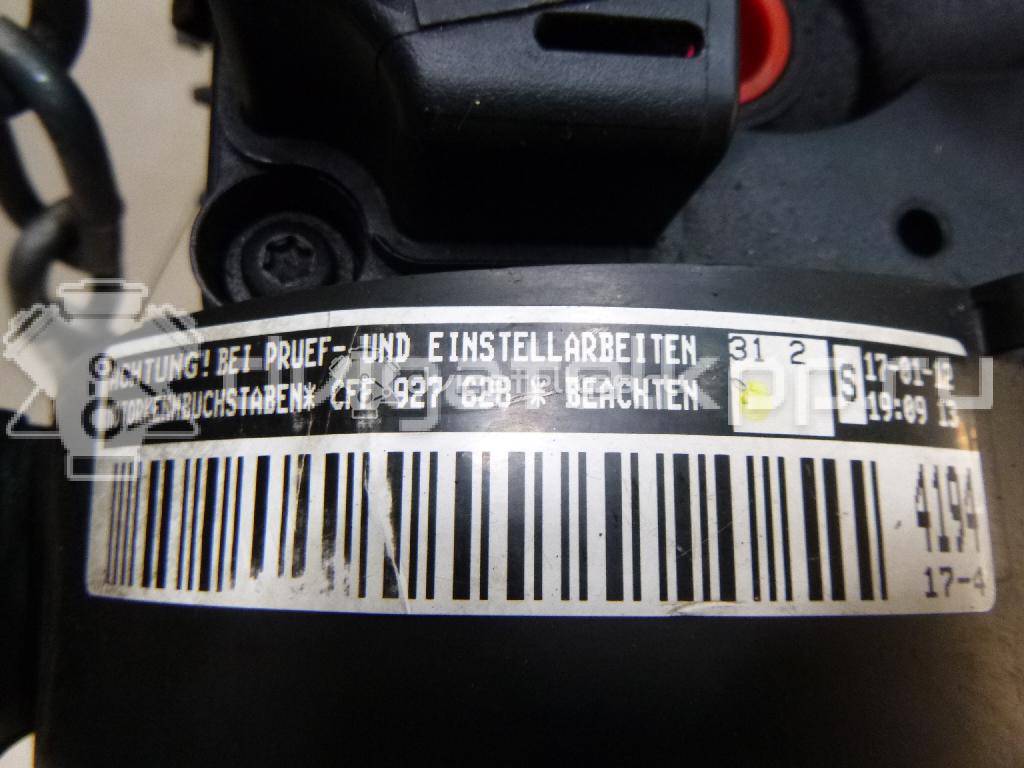 ACHTUNG! BEI PRUEF- UND EINSTELLARBEITEN
MOTORKENNBUCHSTABEN* CFF 927 628 * BEACHTEN
31 2
S
17-01-12
19:09 13
4194
17-4